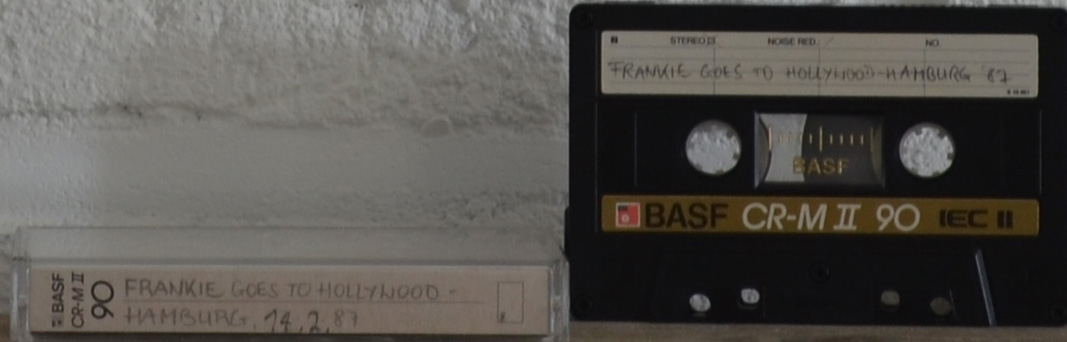 BASF
CR-M II
90
FRANKIE GOES TO HOLLYWOOD -
HAMBURG, 14.2.87
STEREO NOISE RED. NO.
FRANKIE GOES TO HOLLYWOOD-HAMBURG '87
BASF
BASF CR-M II 90 IEC II